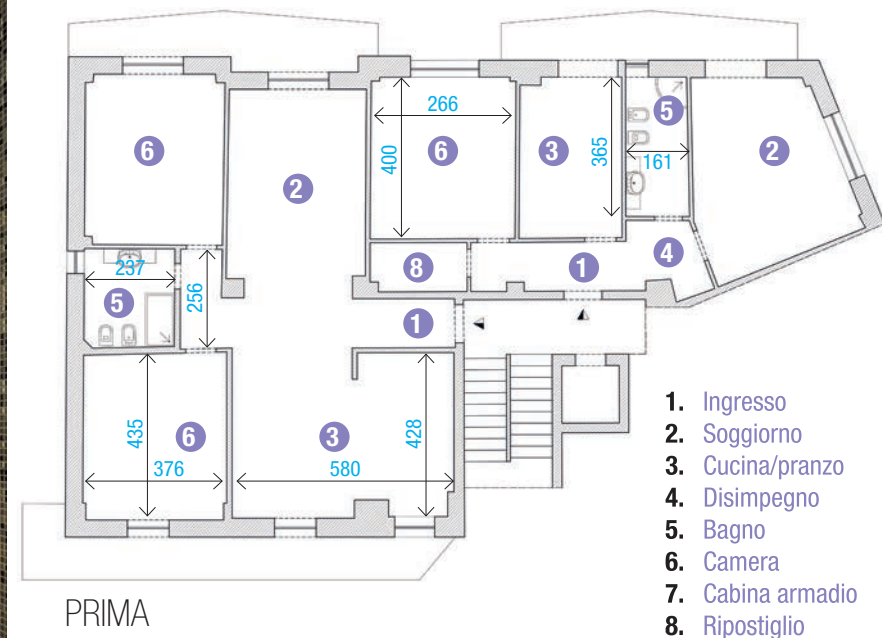 6
2
266
400
6
3
365
5
161
2
237
5
256
8
1
4
1
435
6
376
3
580
428
1. Ingresso
2. Soggiorno
3. Cucina/pranzo
4. Disimpegno
5. Bagno
6. Camera
7. Cabina armadio
8. Ripostiglio
PRIMA